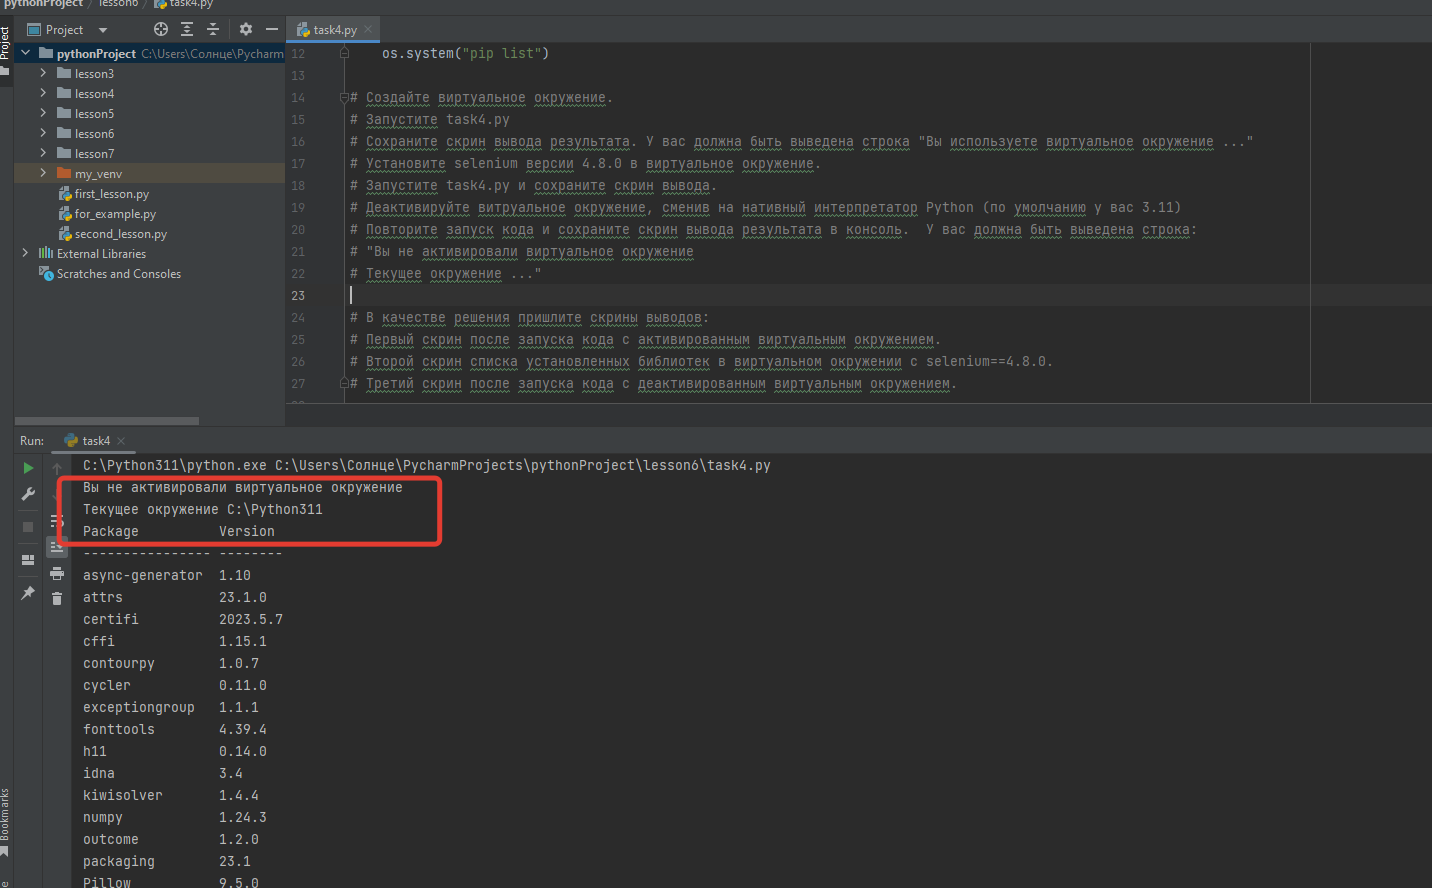 pythonProject lesson6 task4.py
Project
task4.py
Project
pythonProject C:\Users\Солнце\Pycharm
lesson3
lesson4
lesson5
lesson6
lesson7
my_venv
first_lesson.py
for_example.py
second_lesson.py
External Libraries
Scratches and Consoles
12 os.system("pip list")
13
14 # Создайте виртуальное окружение.
15 # Запустите task4.py
16 # Сохраните скрин вывода результата. У вас должна быть выведена строка "Вы используете виртуальное окружение ..."
17 # Установите selenium версии 4.8.0 в виртуальное окружение.
18 # Запустите task4.py и сохраните скрин вывода.
19 # Деактивируйте витруальное окружение, сменив на нативный интерпретатор Python (по умолчанию у вас 3.11)
20 # Повторите запуск кода и сохраните скрин вывода результата в консоль.  У вас должна быть выведена строка:
21 # "Вы не активировали виртуальное окружение
22 # Текущее окружение ..."
23
24 # В качестве решения пришлите скрины выводов:
25 # Первый скрин после запуска кода с активированным виртуальным окружением.
26 # Второй скрин списка установленных библиотек в виртуальном окружении с selenium==4.8.0.
27 # Третий скрин после запуска кода с деактивированным виртуальным окружением.
Run: task4
C:\Python311\python.exe C:\Users\Солнце\PycharmProjects\pythonProject\lesson6\task4.py
Вы не активировали виртуальное окружение
Текущее окружение C:\Python311
Package Version
---------------- --------
async-generator 1.10
attrs 23.1.0
certifi 2023.5.7
cffi 1.15.1
contourpy 1.0.7
cycler 0.11.0
exceptiongroup 1.1.1
fonttools 4.39.4
h11 0.14.0
idna 3.4
kiwisolver 1.4.4
numpy 1.24.3
outcome 1.2.0
packaging 23.1
Pillow 9.5.0
Bookmarks